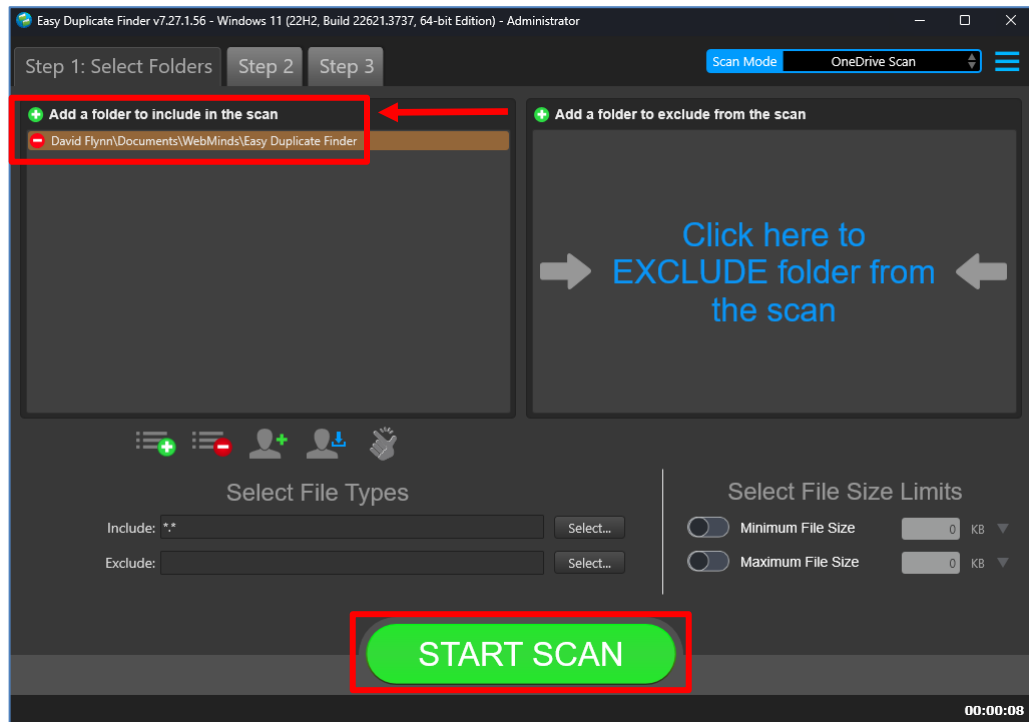 Easy Duplicate Finder v7.27.1.56 - Windows 11 (22H2, Build 22621.3737, 64-bit Edition) - Administrator
Step 1: Select Folders Step 2 Step 3
Scan Mode OneDrive Scan
Add a folder to include in the scan
Add a folder to exclude from the scan
David Flynn\Documents\WebMinds\Easy Duplicate Finder
Click here to
EXCLUDE folder from
the scan
Select File Types
Select File Size Limits
Include: *.* Select...
Minimum File Size 0 KB
Exclude: Select...
Maximum File Size 0 KB
START SCAN
00:00:08